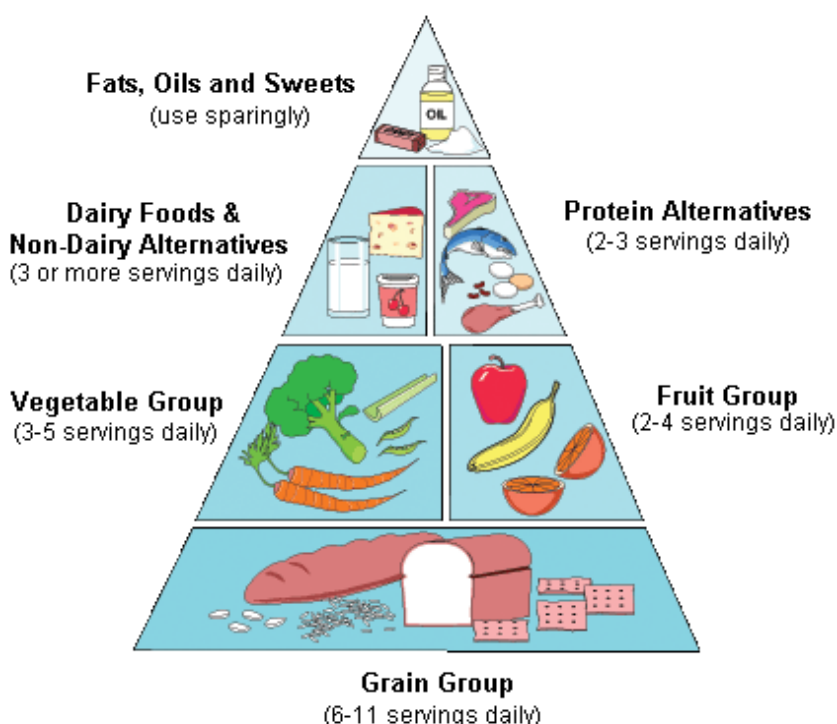 Fats, Oils and Sweets
(use sparingly)
OIL
Dairy Foods &
Non-Dairy Alternatives
(3 or more servings daily)
Protein Alternatives
(2-3 servings daily)
Vegetable Group
(3-5 servings daily)
Fruit Group
(2-4 servings daily)
Grain Group
(6-11 servings daily)